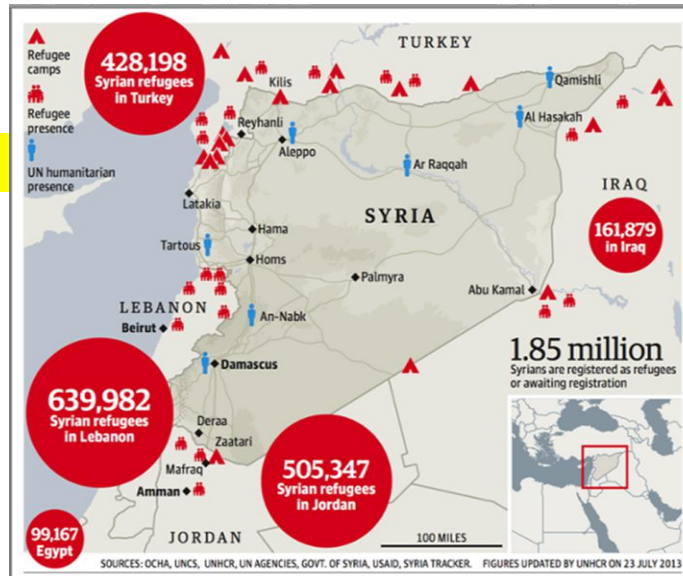 Refugee
camps
Refugee
presence
UN humanitarian
presence
428,198
Syrian refugees
in Turkey
TURKEY
Kilis
Qamishli
Reyhanli
Aleppo
Al Hasakah
Ar Raqqah
IRAQ
161,879
in Iraq
Latakia
SYRIA
Hama
Tartous
Homs
Palmyra
Abu Kamal
LEBANON
Beirut
An-Nabk
Damascus
1.85 million
Syrians are registered as refugees
or awaiting registration
639,982
Syrian refugees
in Lebanon
Deraa
Zaatari
Mafraq
Amman
505,347
Syrian refugees
in Jordan
99,167
Egypt
JORDAN
100 MILES
SOURCES: OCHA, UNCS, UNHCR, UN AGENCIES, GOVT. OF SYRIA, USAID, SYRIA TRACKER. FIGURES UPDATED BY UNHCR ON 23 JULY 2013